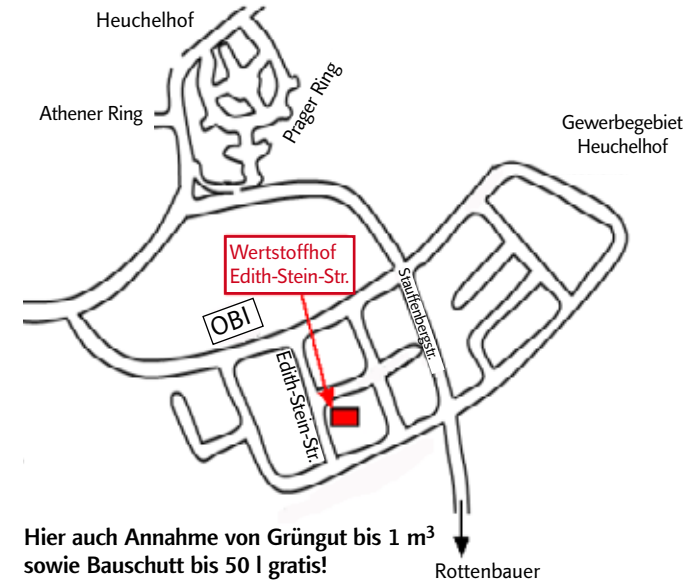 Heuchelhof
Athener Ring
Prager Ring
Gewerbegebiet
Heuchelhof
Wertstoffhof
Edith-Stein-Str.
OBI
Stauffenbergstr.
Edith-Stein-Str.
Hier auch Annahme von Grüngut bis 1 m³
sowie Bauschutt bis 50 l gratis!
Rottenbauer